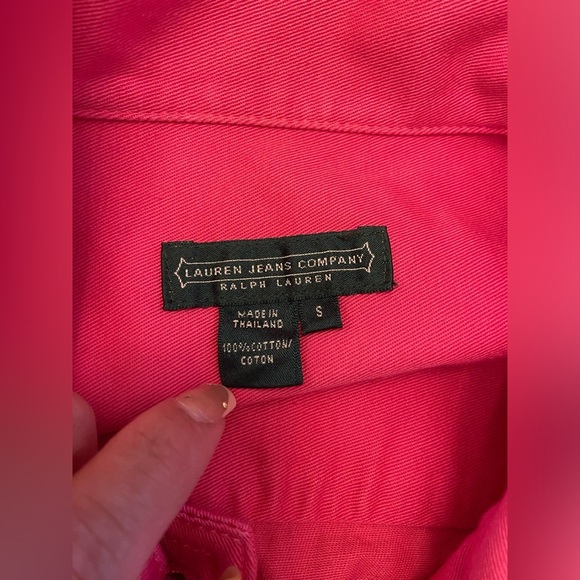 LAUREN JEANS COMPANY
RALPH LAUREN
MADE IN
THAILAND
S
100% COTTON/
COTON